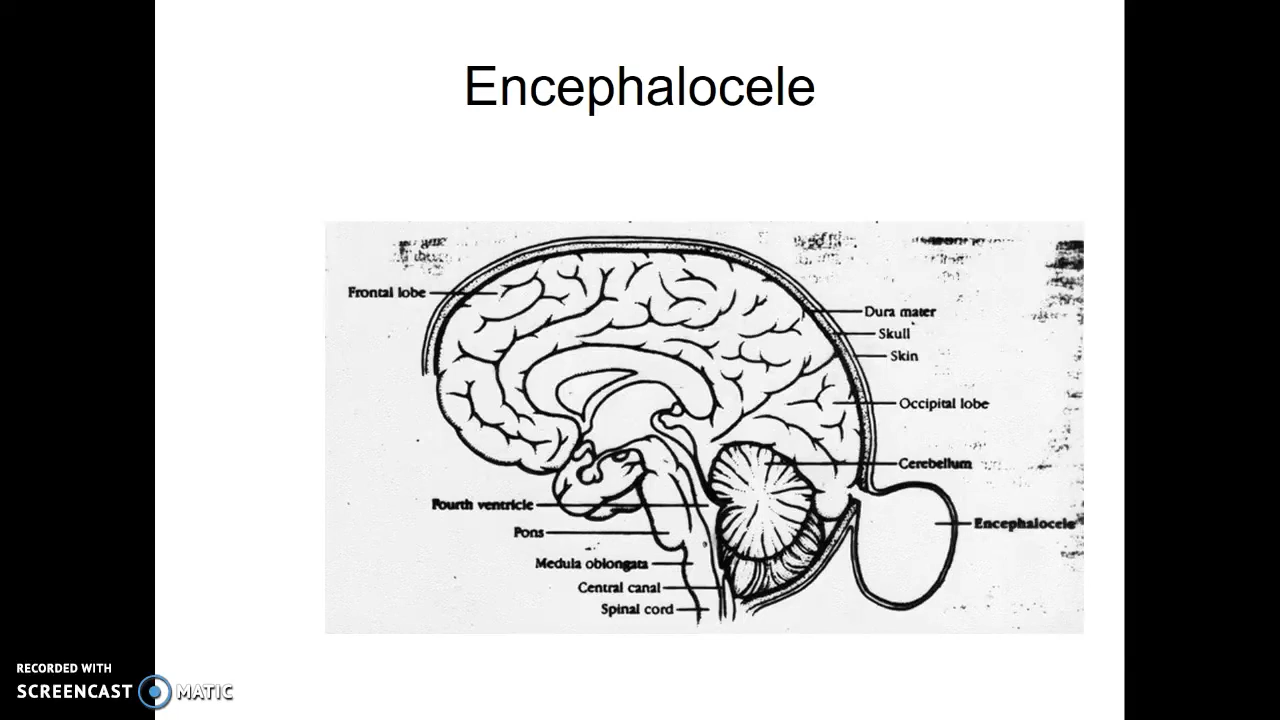 Encephalocele
Frontal lobe
Dura mater
Skull
Skin
Occipital lobe
Cerebellum
Fourth ventricle
Encephalocele
Pons
Medula oblongata
Central canal
Spinal cord
RECORDED WITH
SCREENCAST MATIC